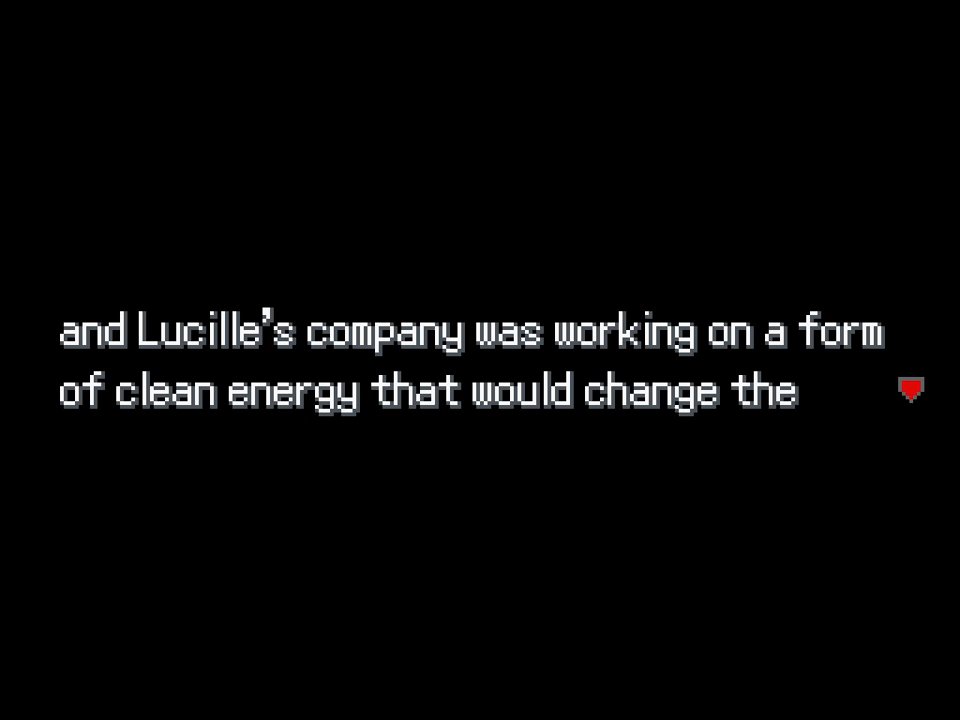 and Lucille's company was working on a form
of clean energy that would change the